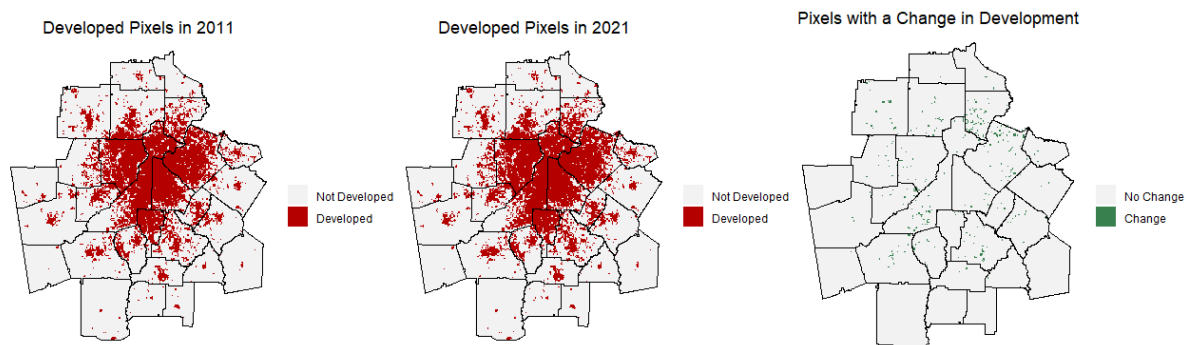 Developed Pixels in 2011
Not Developed
Developed
Developed Pixels in 2021
Not Developed
Developed
Pixels with a Change in Development
No Change
Change